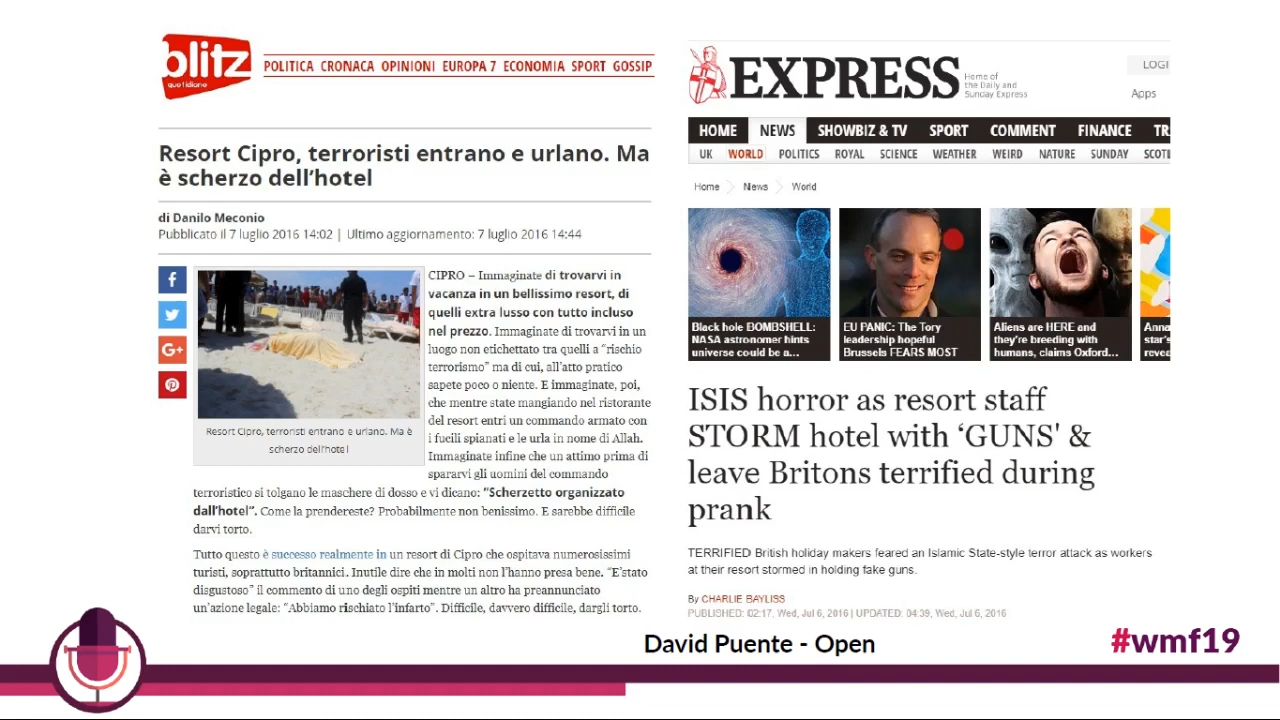 blitz
quotidiano
POLITICA CRONACA OPINIONI EUROPA 7 ECONOMIA SPORT GOSSIP
Resort Cipro, terroristi entrano e urlano. Ma
è scherzo dell’hotel
di Danilo Meconio
Pubblicato il 7 luglio 2016 14:02 | Ultimo aggiornamento: 7 luglio 2016 14:44
f
G+
Resort Cipro, terroristi entrano e urlano. Ma è
scherzo dell'hotel
CIPRO – Immaginate di trovarvi in
vacanza in un bellissimo resort, di
quelli extra lusso con tutto incluso
nel prezzo. Immaginate di trovarvi in un
luogo non etichettato tra quelli a “rischio
terrorismo” ma di cui, all’atto pratico
sapete poco o niente. E immaginate, poi,
che mentre state mangiando nel ristorante
del resort entri un commando armato con
i fucili spianati e le urla in nome di Allah.
Immaginate infine che un attimo prima di
spararvi gli uomini del commando
terroristico si tolgano le maschere di dosso e vi dicano: “Scherzetto organizzato
dall’hotel”. Come la prendereste? Probabilmente non benissimo. E sarebbe difficile
darvi torto.
Tutto questo è successo realmente in un resort di Cipro che ospitava numerosissimi
turisti, soprattutto britannici. Inutile dire che in molti non l’hanno presa bene. “E’stato
disgustoso” il commento di uno degli ospiti mentre un altro ha preannunciato
un’azione legale: “Abbiamo rischiato l’infarto”. Difficile, davvero difficile, dargli torto.
EXPRESS
Home of
the Daily and
Sunday Express
LOGI
Apps
HOME NEWS SHOWBIZ & TV SPORT COMMENT FINANCE TR
UK WORLD POLITICS ROYAL SCIENCE WEATHER WEIRD NATURE SUNDAY SCOTL
Home News World
Black hole BOMBSHELL:
NASA astronomer hints
universe could be a...
EU PANIC: The Tory
leadership hopeful
Brussels FEARS MOST
Aliens are HERE and
they're breeding with
humans, claims Oxford...
Anna
star's
revea
ISIS horror as resort staff
STORM hotel with ‘GUNS' &
leave Britons terrified during
prank
TERRIFIED British holiday makers feared an Islamic State-style terror attack as workers
at their resort stormed in holding fake guns.
By CHARLIE BAYLISS
PUBLISHED: 02:17, Wed, Jul 6, 2016 | UPDATED: 04:39, Wed, Jul 6, 2016
David Puente - Open
#wmf19